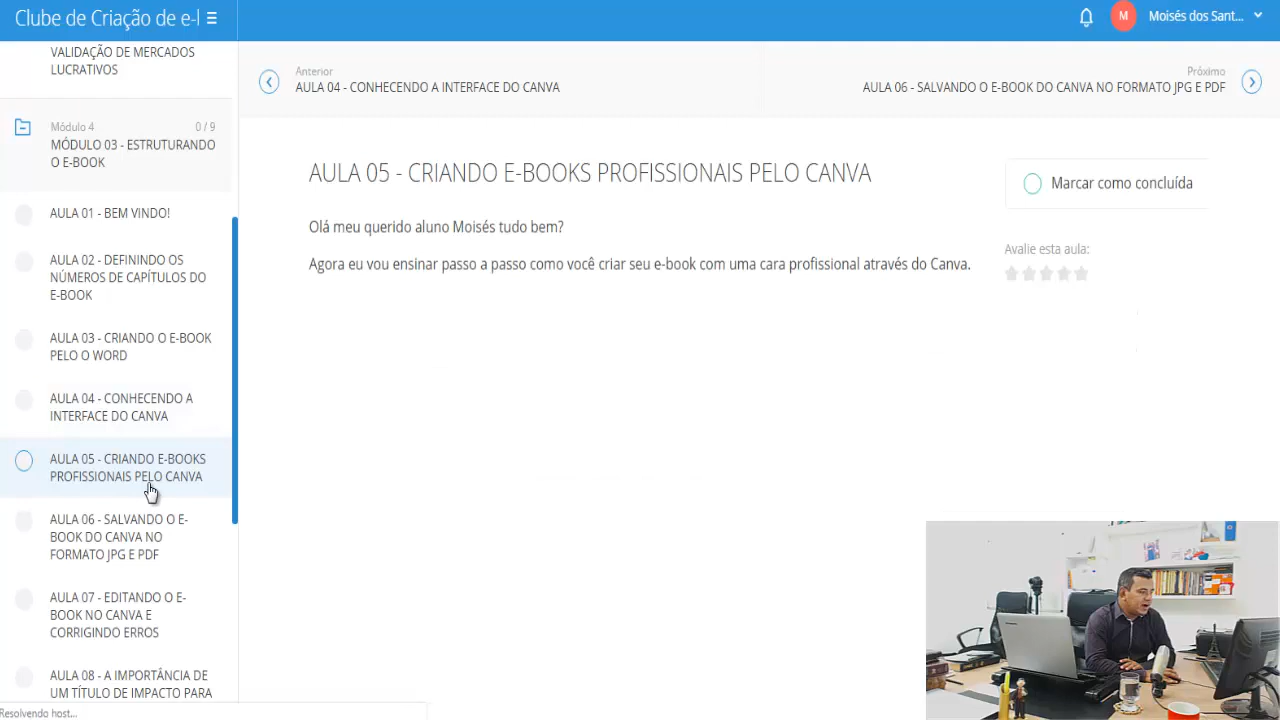 Clube de Criação de e-l
M
Moisés dos Sant...
VALIDAÇÃO DE MERCADOS
LUCRATIVOS
Módulo 4
0 / 9
MÓDULO 03 - ESTRUTURANDO
O E-BOOK
AULA 01 - BEM VINDO!
AULA 02 - DEFININDO OS
NÚMEROS DE CAPÍTULOS DO
E-BOOK
AULA 03 - CRIANDO O E-BOOK
PELO O WORD
AULA 04 - CONHECENDO A
INTERFACE DO CANVA
AULA 05 - CRIANDO E-BOOKS
PROFISSIONAIS PELO CANVA
AULA 06 - SALVANDO O E-
BOOK DO CANVA NO
FORMATO JPG E PDF
AULA 07 - EDITANDO O E-
BOOK NO CANVA E
CORRIGINDO ERROS
AULA 08 - A IMPORTÂNCIA DE
UM TÍTULO DE IMPACTO PARA
Resolvendo host...
Anterior
AULA 04 - CONHECENDO A INTERFACE DO CANVA
Próximo
AULA 06 - SALVANDO O E-BOOK DO CANVA NO FORMATO JPG E PDF
AULA 05 - CRIANDO E-BOOKS PROFISSIONAIS PELO CANVA
Olá meu querido aluno Moisés tudo bem?
Agora eu vou ensinar passo a passo como você criar seu e-book com uma cara profissional através do Canva.
Marcar como concluída
Avalie esta aula: